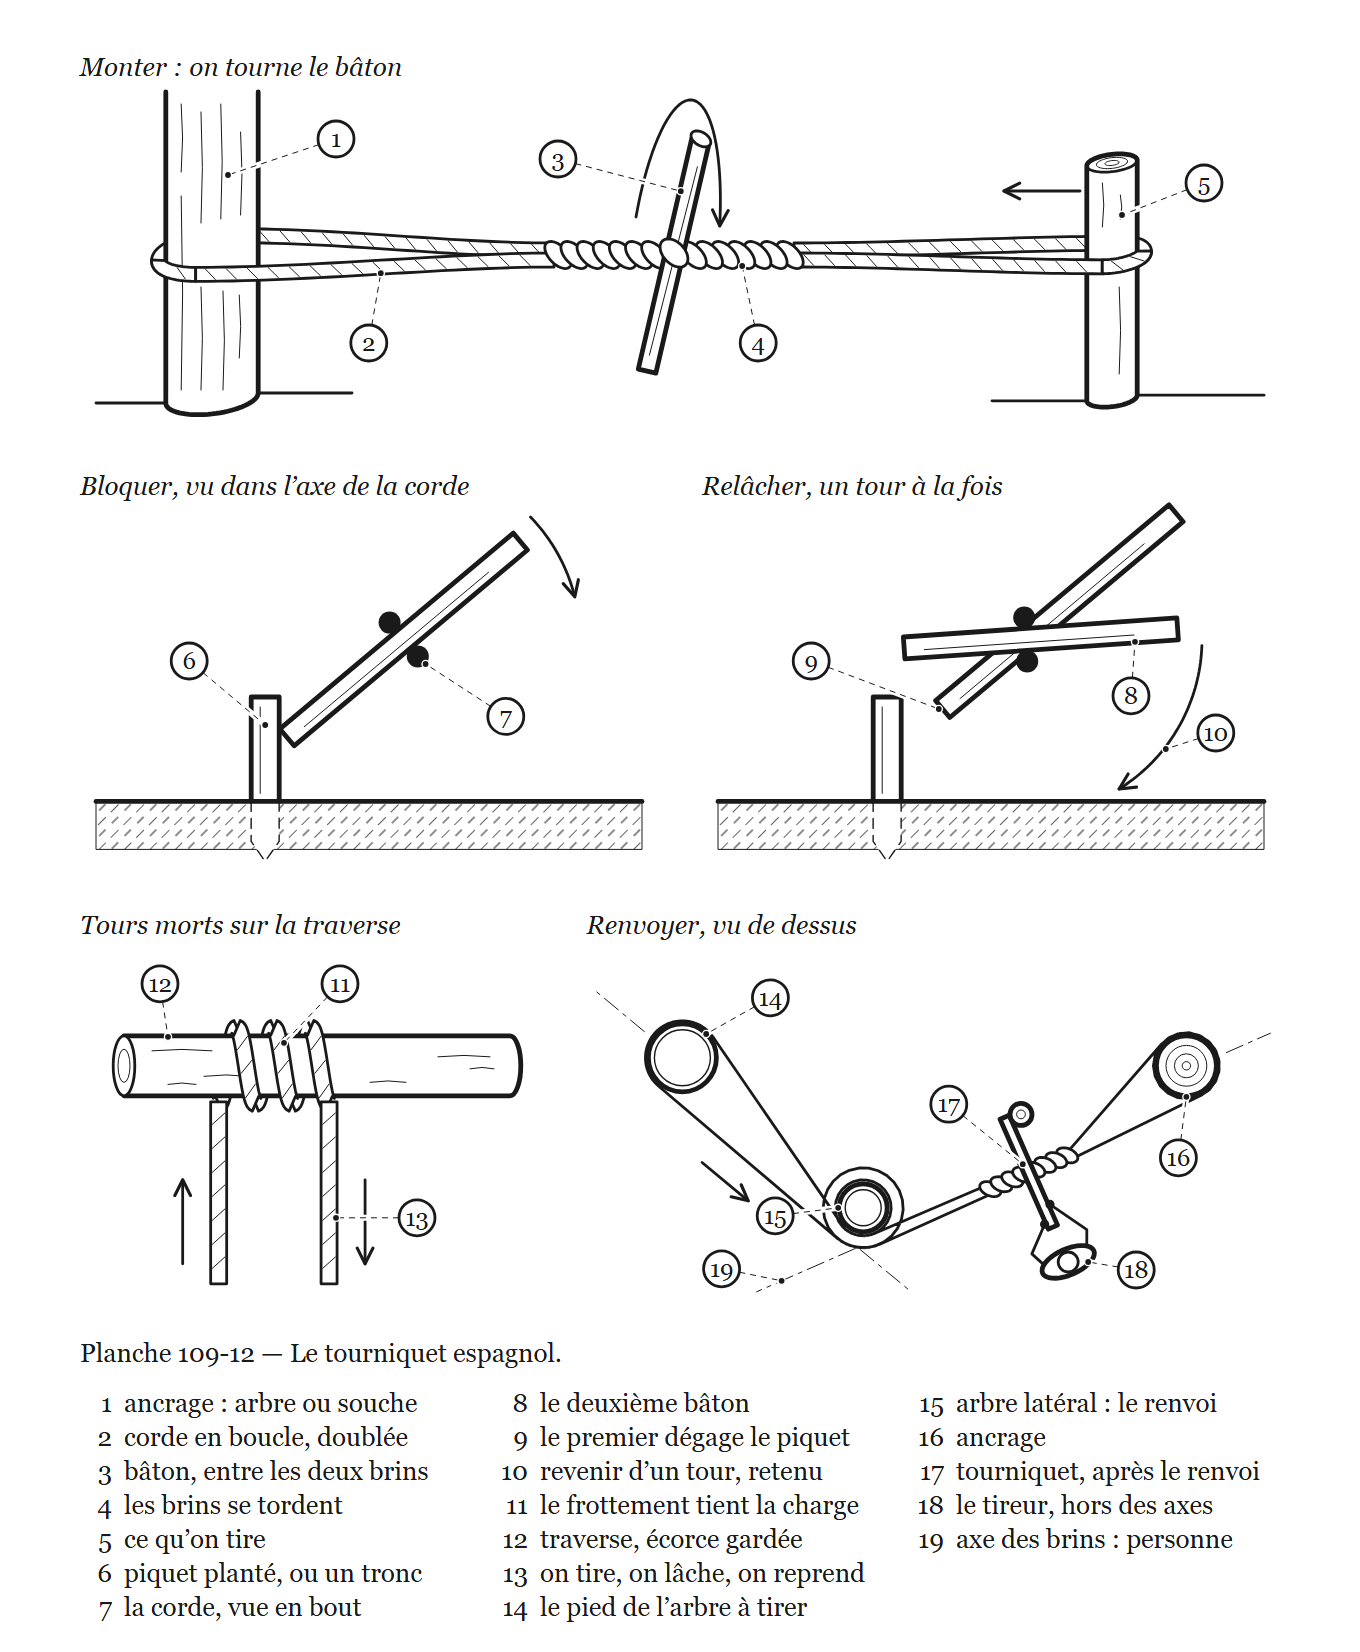 Monter : on tourne le bâton
1
3
5
2
4
Bloquer, vu dans l’axe de la corde
Relâcher, un tour à la fois
6
7
9
8
10
Tours morts sur la traverse
Renvoyer, vu de dessus
12
11
13
14
17
16
15
19
18
Planche 109-12 — Le tourniquet espagnol.
1 ancrage : arbre ou souche
2 corde en boucle, doublée
3 bâton, entre les deux brins
4 les brins se tordent
5 ce qu’on tire
6 piquet planté, ou un tronc
7 la corde, vue en bout
8 le deuxième bâton
9 le premier dégage le piquet
10 revenir d’un tour, retenu
11 le frottement tient la charge
12 traverse, écorce gardée
13 on tire, on lâche, on reprend
14 le pied de l’arbre à tirer
15 arbre latéral : le renvoi
16 ancrage
17 tourniquet, après le renvoi
18 le tireur, hors des axes
19 axe des brins : personne